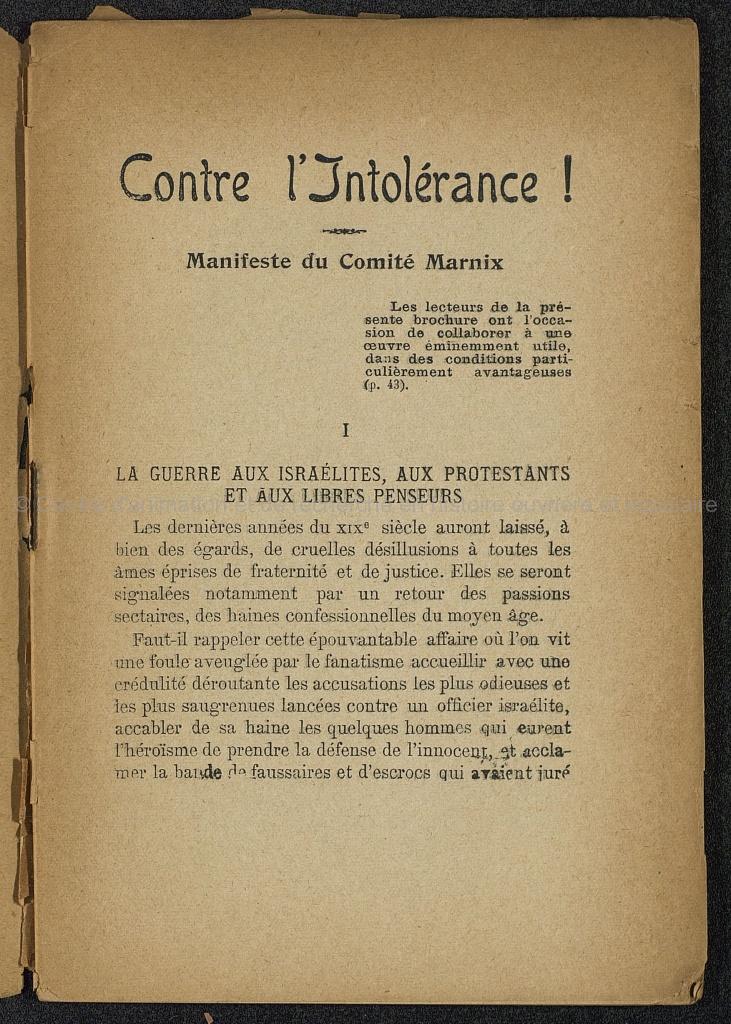 Contre l'Intolérance !
Manifeste du Comité Marnix
Les lecteurs de la pré-
sente brochure ont l'occa-
sion de collaborer à une
œuvre éminemment utile,
dans des conditions parti-
culièrement avantageuses
(p. 43).
I
LA GUERRE AUX ISRAÉLITES, AUX PROTESTANTS
ET AUX LIBRES PENSEURS
Les dernières années du XIXe siècle auront laissé, à
bien des égards, de cruelles désillusions à toutes les
âmes éprises de fraternité et de justice. Elles se seront
signalées notamment par un retour des passions
sectaires, des haines confessionnelles du moyen âge.
Faut-il rappeler cette épouvantable affaire où l'on vit
une foule aveuglée par le fanatisme accueillir avec une
crédulité déroutante les accusations les plus odieuses et
les plus saugrenues lancées contre un officier israélite,
accabler de sa haine les quelques hommes qui eurent
l'héroïsme de prendre la défense de l'innocent, et accla-
mer la bande de faussaires et d'escrocs qui avaient juré